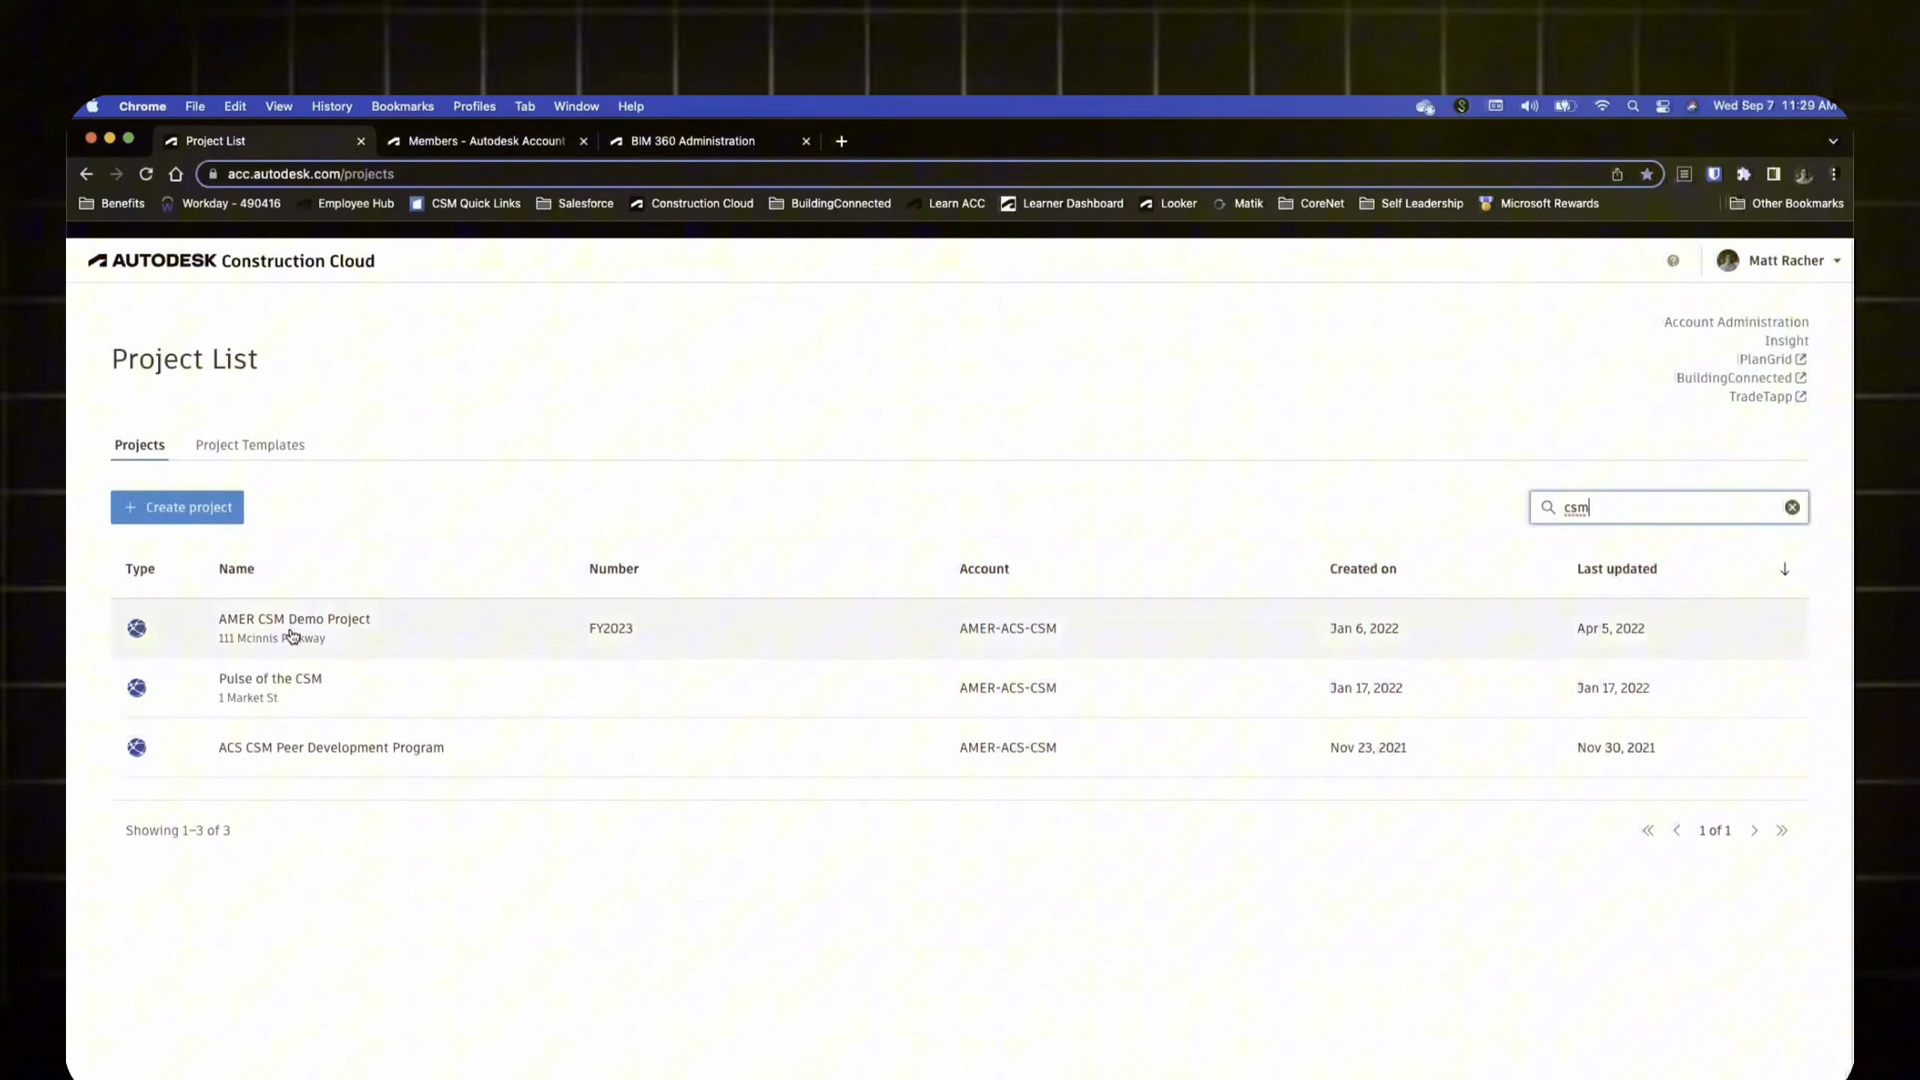 Chrome File Edit View History Bookmarks Profiles Tab Window Help Wed Sep 7 11:29 AM
Project List Members - Autodesk Account BIM 360 Administration
acc.autodesk.com/projects
Benefits Workday - 490416 Employee Hub CSM Quick Links Salesforce Construction Cloud BuildingConnected Learn ACC Learner Dashboard Looker Matik CoreNet Self Leadership Microsoft Rewards Other Bookmarks
AUTODESK Construction Cloud Matt Racher
Account Administration
Insight
Project List
PlanGrid
BuildingConnected
TradeTapp
Projects Project Templates
+ Create project csm
Type Name Number Account Created on Last updated
AMER CSM Demo Project
111 Mcinnis FY2023 AMER-ACS-CSM Jan 6, 2022 Apr 5, 2022
Pulse of the CSM
1 Market St AMER-ACS-CSM Jan 17, 2022 Jan 17, 2022
ACS CSM Peer Development Program AMER-ACS-CSM Nov 23, 2021 Nov 30, 2021
Showing 1-3 of 3 1 of 1